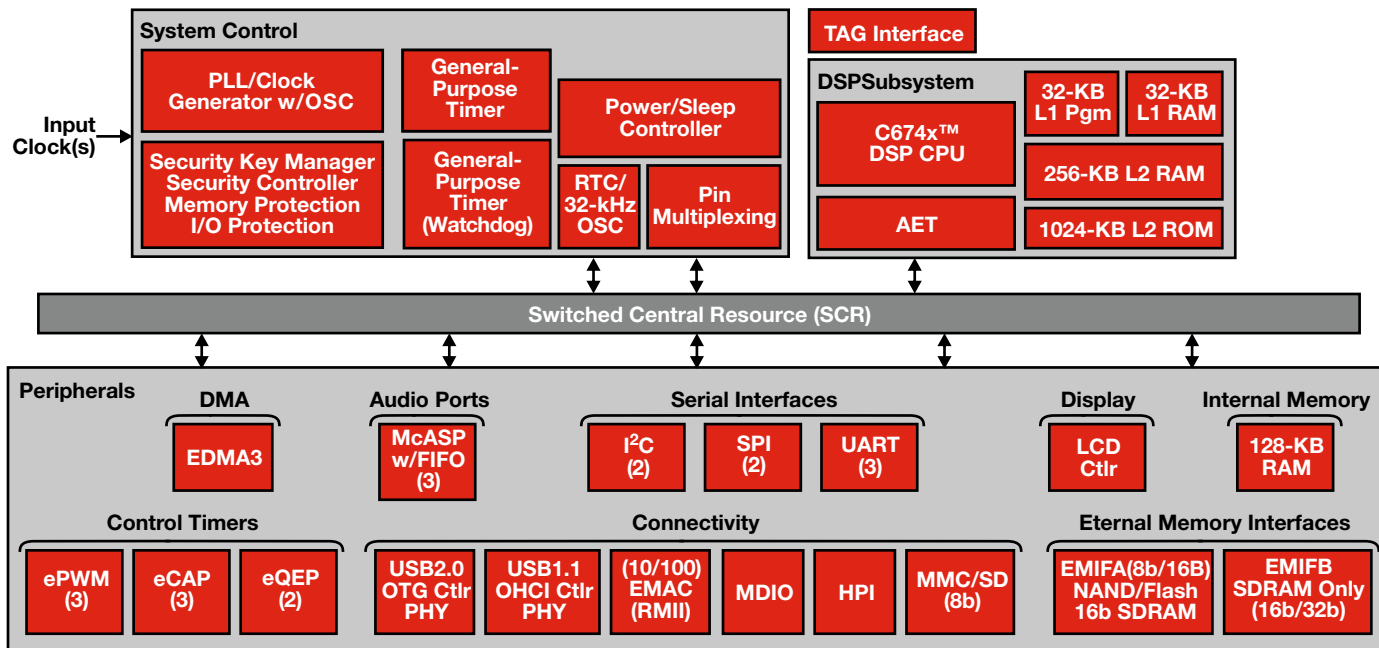 System Control
PLL/Clock
Generator w/OSC
General-
Purpose
Timer
Power/Sleep
Controller
Input
Clock(s)
Security Key Manager
Security Controller
Memory Protection
I/O Protection
General-
Purpose
Timer
(Watchdog)
RTC/
32-kHz
OSC
Pin
Multiplexing
TAG Interface
DSPSubsystem
C674x™
DSP CPU
AET
32-KB
L1 Pgm
32-KB
L1 RAM
256-KB L2 RAM
1024-KB L2 ROM
Switched Central Resource (SCR)
Peripherals
DMA
EDMA3
Audio Ports
McASP
w/FIFO
(3)
Serial Interfaces
I²C
(2)
SPI
(2)
UART
(3)
Display
LCD
Ctlr
Internal Memory
128-KB
RAM
Control Timers
ePWM
(3)
eCAP
(3)
eQEP
(2)
Connectivity
USB2.0
OTG Ctlr
PHY
USB1.1
OHCI Ctlr
PHY
(10/100)
EMAC
(RMII)
MDIO
HPI
MMC/SD
(8b)
Eternal Memory Interfaces
EMIFA(8b/16B)
NAND/Flash
16b SDRAM
EMIFB
SDRAM Only
(16b/32b)